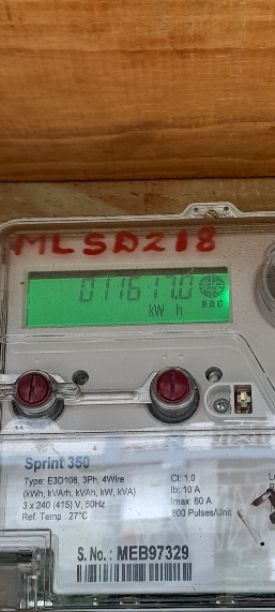 MLSD218
011617.0
kW h
Sprint 350
Type: E3D108, 3Ph, 4Wire
(kWh, kVArh, kVAh, kW, kVA)
3 x 240 (415) V, 50Hz
Ref. Temp : 27°C
Cl: 1.0
Ib: 10 A
Imax: 60 A
800 Pulses/Unit
S. No.: MEB97329